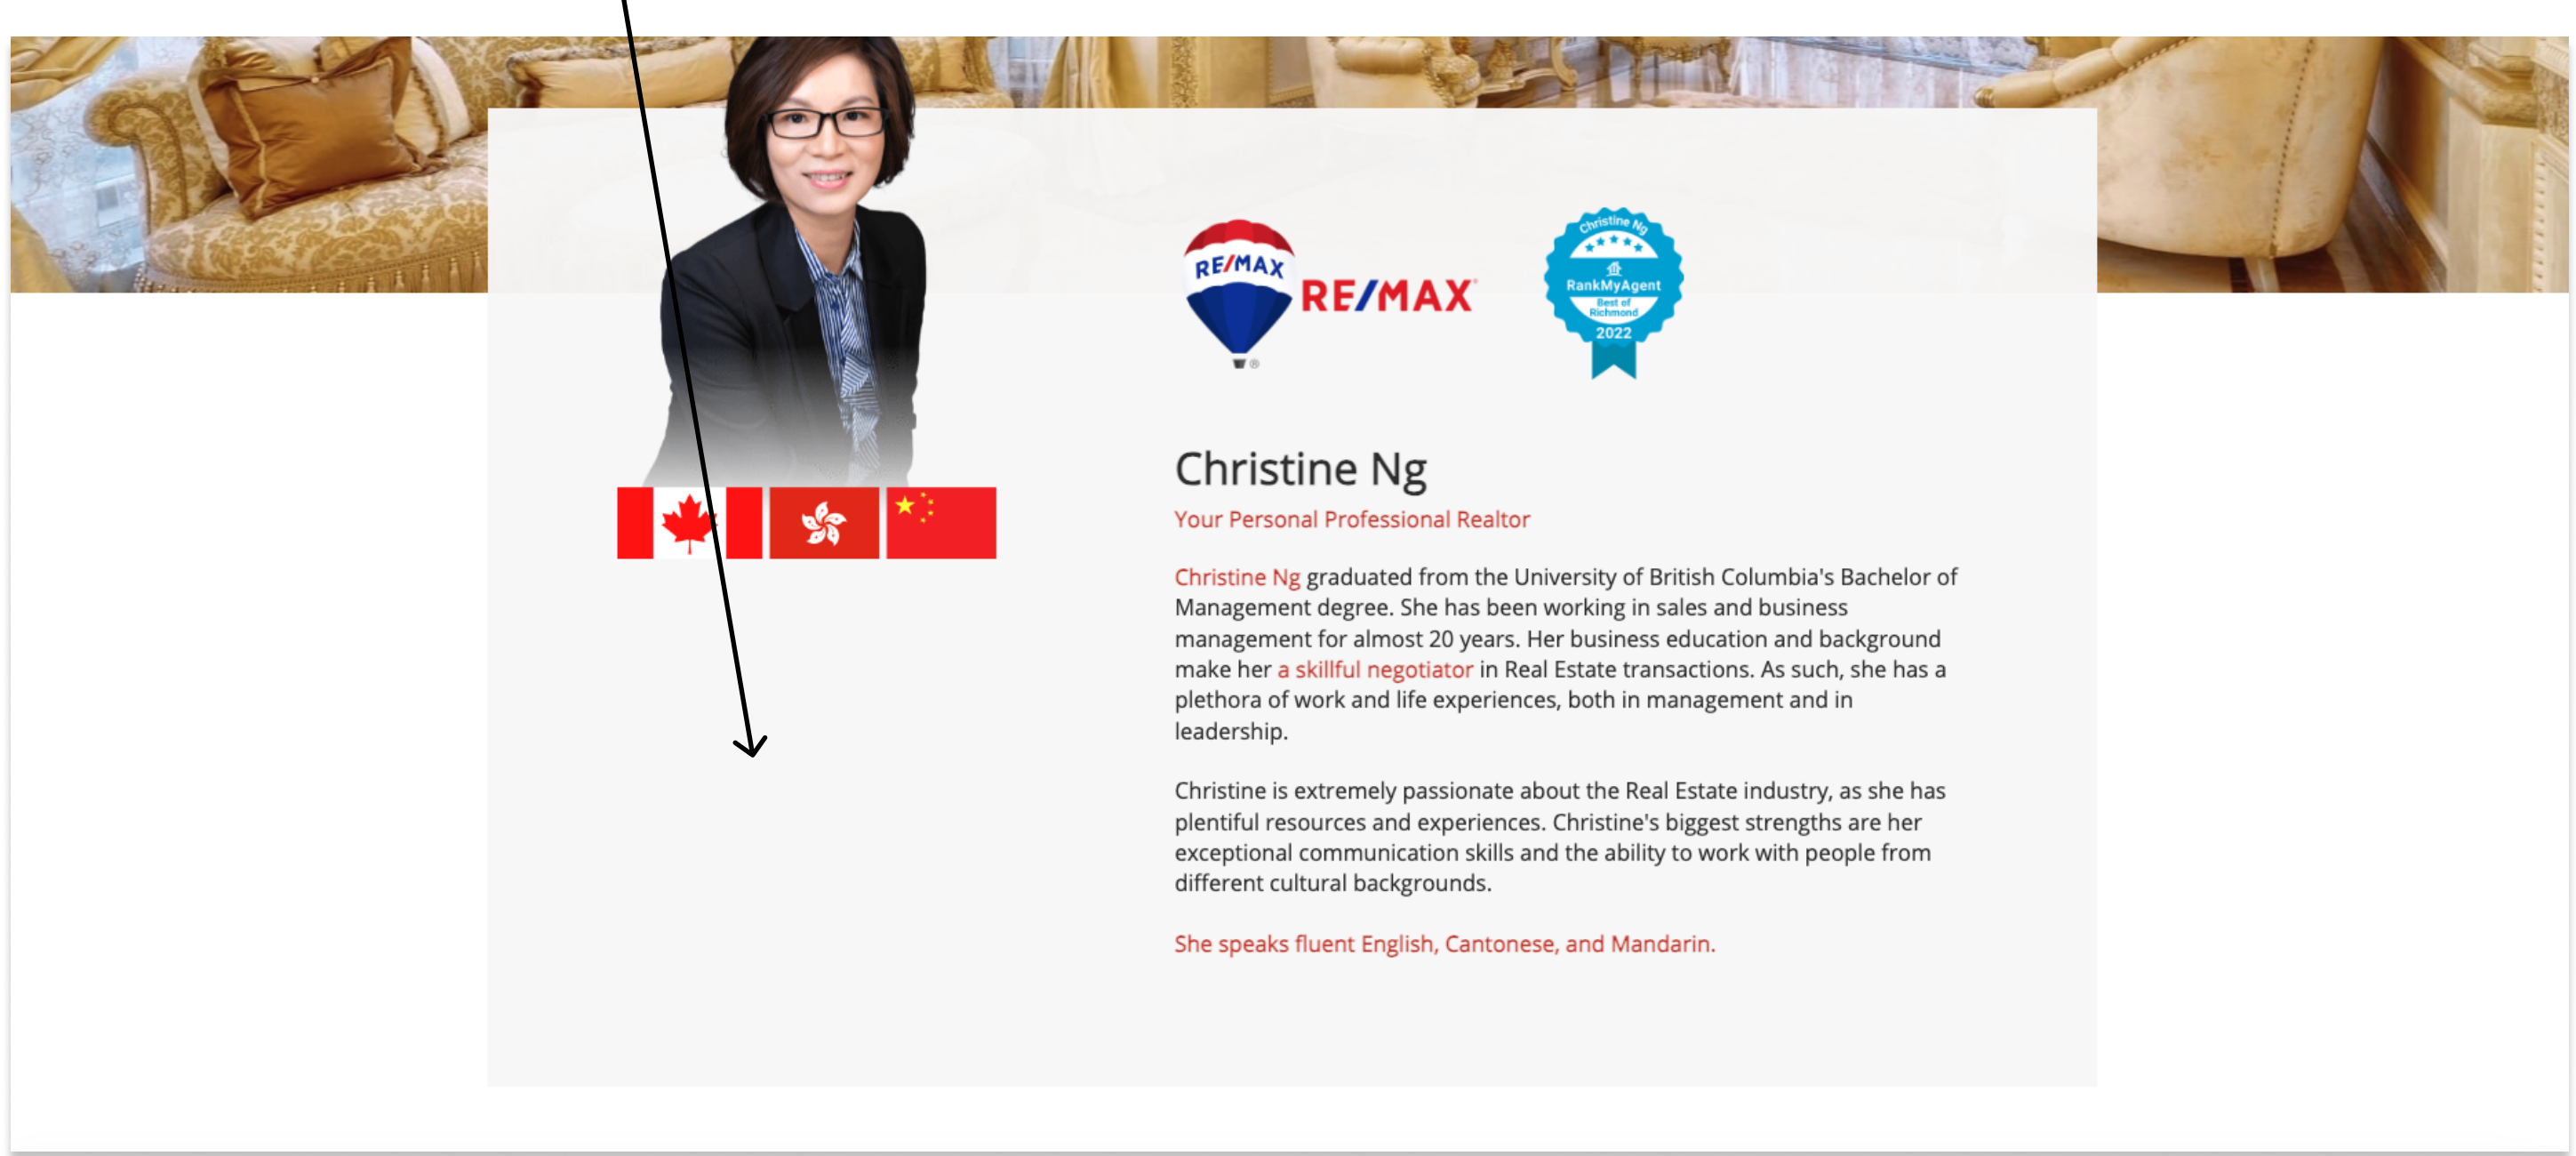 RE/MAX
®
RE/MAX
Christine Ng
RankMyAgent
Best of
Richmond
2022
Christine Ng
Your Personal Professional Realtor
Christine Ng graduated from the University of British Columbia's Bachelor of
Management degree. She has been working in sales and business
management for almost 20 years. Her business education and background
make her a skillful negotiator in Real Estate transactions. As such, she has a
plethora of work and life experiences, both in management and in
leadership.
Christine is extremely passionate about the Real Estate industry, as she has
plentiful resources and experiences. Christine's biggest strengths are her
exceptional communication skills and the ability to work with people from
different cultural backgrounds.
She speaks fluent English, Cantonese, and Mandarin.